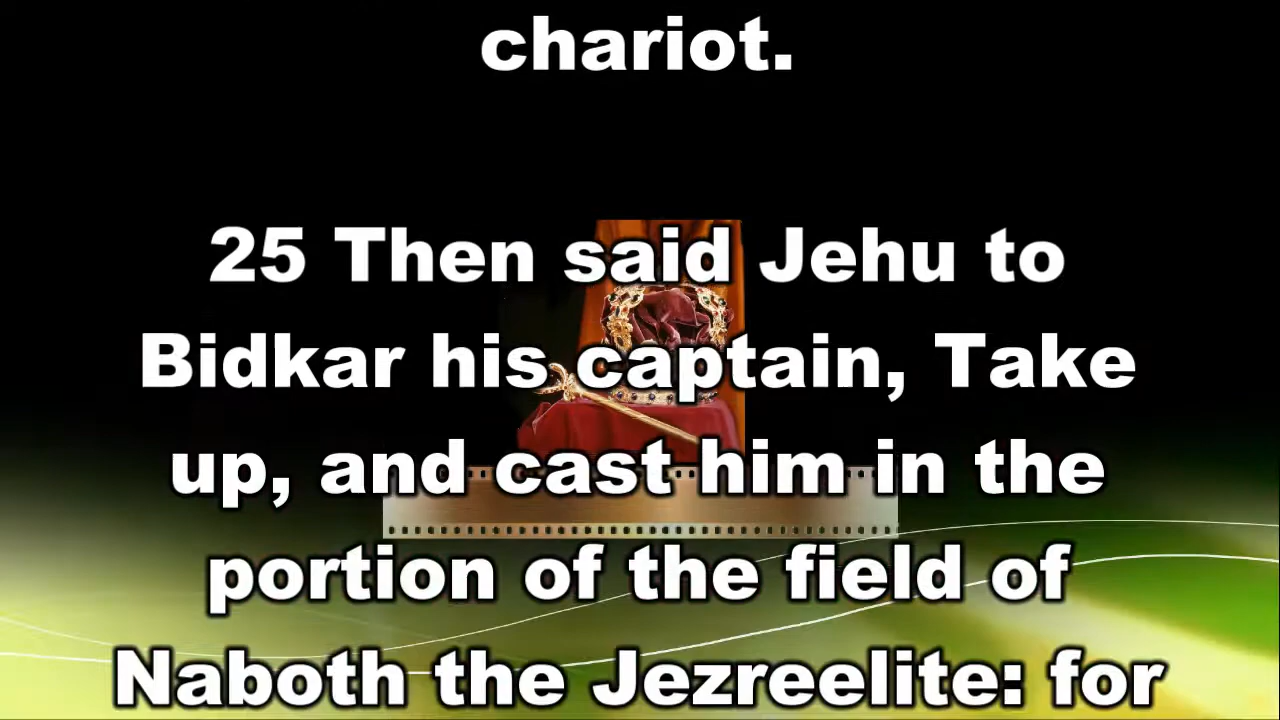 chariot.
25 Then said Jehu to
Bidkar his captain, Take
up, and cast him in the
portion of the field of
Naboth the Jezreelite: for